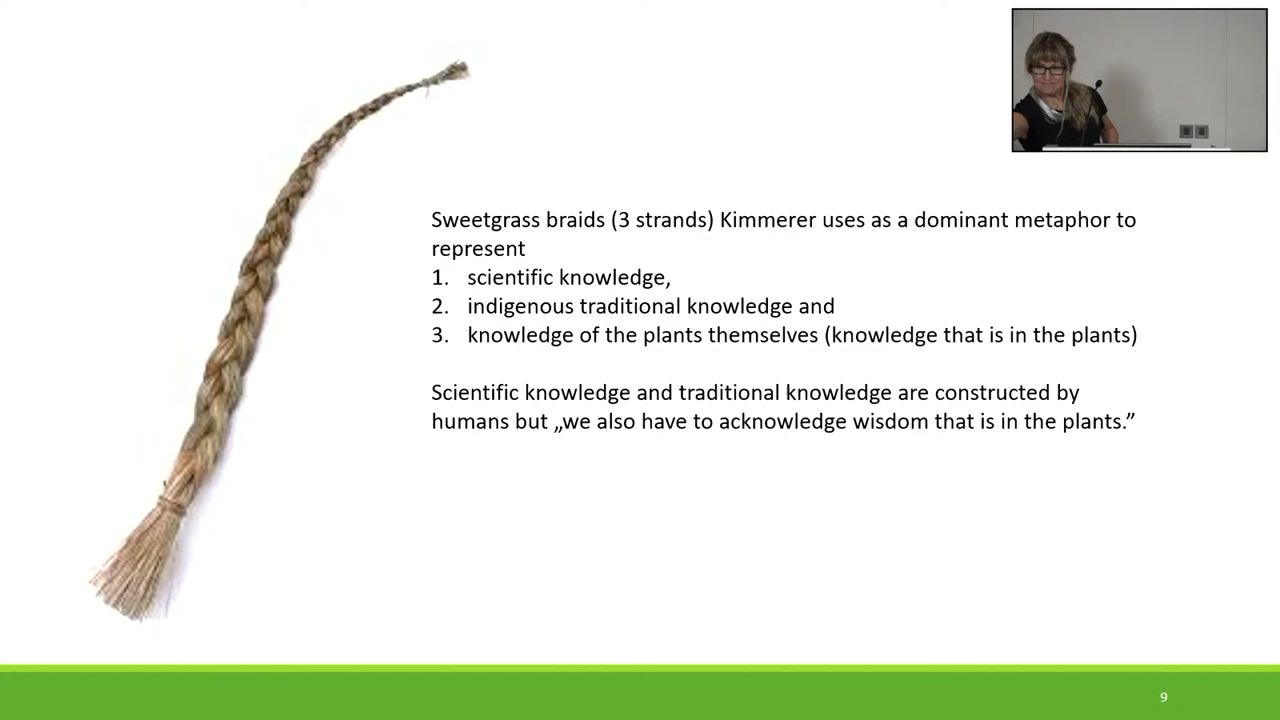 Sweetgrass braids (3 strands) Kimmerer uses as a dominant metaphor to
represent
1. scientific knowledge,
2. indigenous traditional knowledge and
3. knowledge of the plants themselves (knowledge that is in the plants)
Scientific knowledge and traditional knowledge are constructed by
humans but „we also have to acknowledge wisdom that is in the plants.”
9